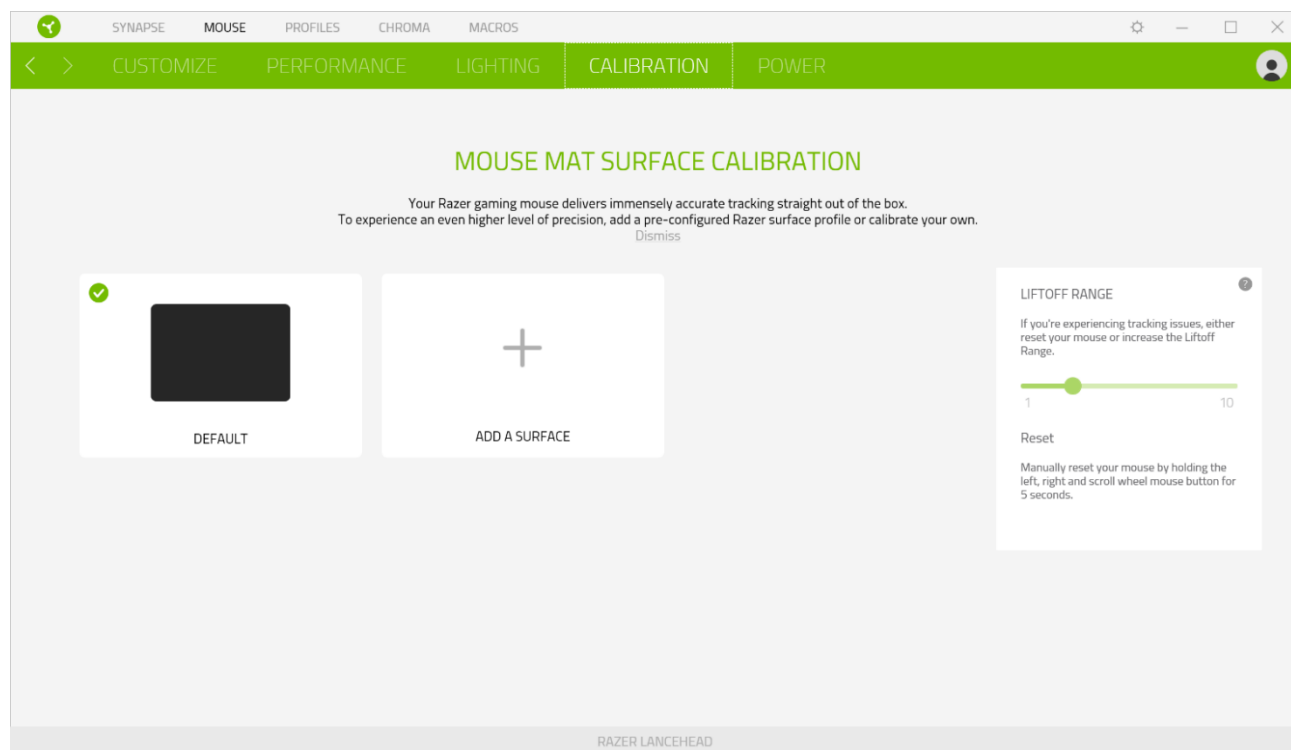 SYNAPSE MOUSE PROFILES CHROMA MACROS
CUSTOMIZE PERFORMANCE LIGHTING CALIBRATION POWER
MOUSE MAT SURFACE CALIBRATION
Your Razer gaming mouse delivers immensely accurate tracking straight out of the box.
To experience an even higher level of precision, add a pre-configured Razer surface profile or calibrate your own.
Dismiss
DEFAULT
ADD A SURFACE
?
LIFTOFF RANGE
If you're experiencing tracking issues, either
reset your mouse or increase the Liftoff
Range.
1 10
Reset
Manually reset your mouse by holding the
left, right and scroll wheel mouse button for
5 seconds.
RAZER LANCEHEAD